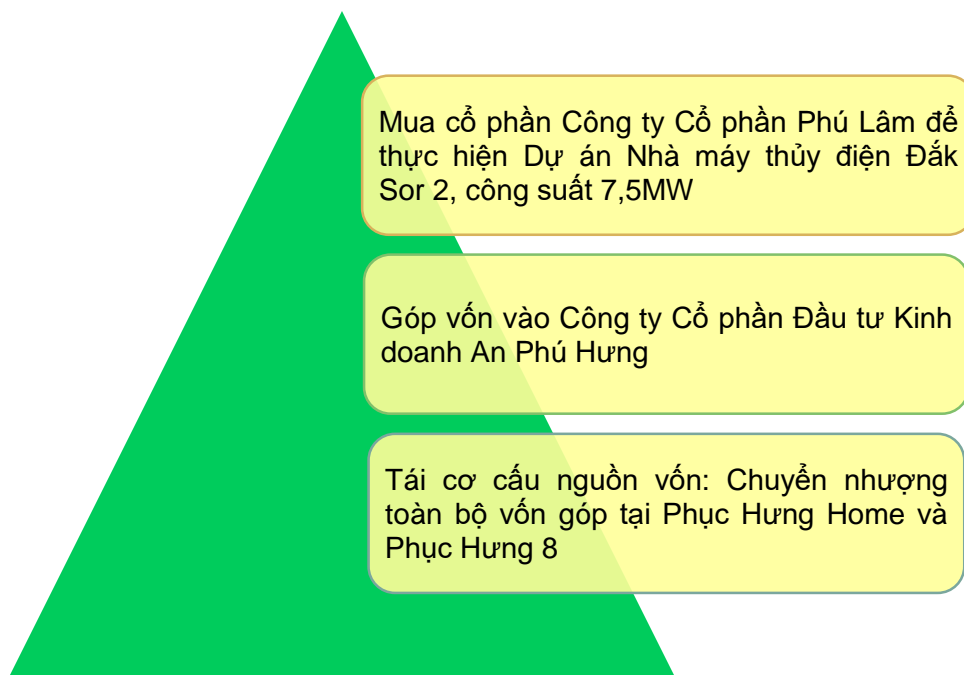 Mua cổ phần Công ty Cổ phần Phú Lâm để
thực hiện Dự án Nhà máy thủy điện Đắk
Sor 2, công suất 7,5MW
Góp vốn vào Công ty Cổ phần Đầu tư Kinh
doanh An Phú Hưng
Tái cơ cấu nguồn vốn: Chuyển nhượng
toàn bộ vốn góp tại Phục Hưng Home và
Phục Hưng 8